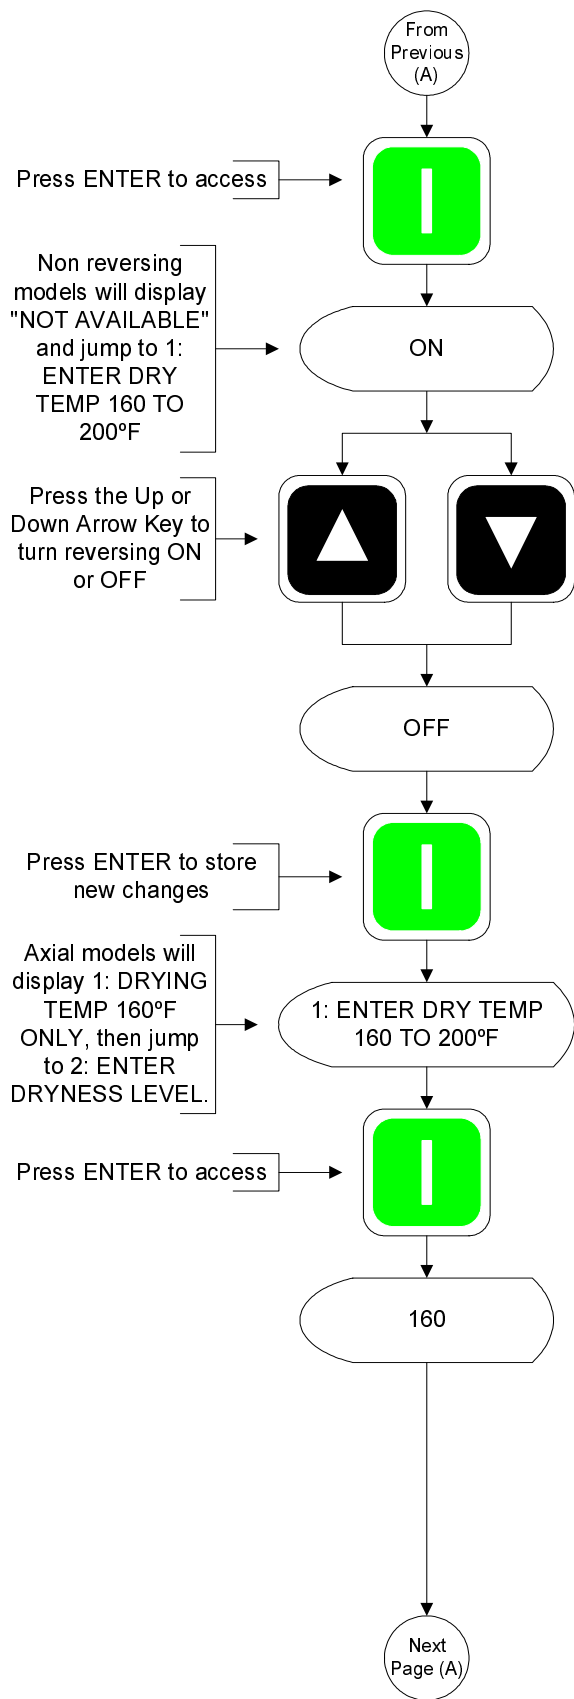 From
Previous
(A)
Press ENTER to access
Non reversing
models will display
"NOT AVAILABLE"
and jump to 1:
ENTER DRY
TEMP 160 TO
200ºF
ON
Press the Up or
Down Arrow Key to
turn reversing ON
or OFF
OFF
Press ENTER to store
new changes
Axial models will
display 1: DRYING
TEMP 160ºF
ONLY, then jump
to 2: ENTER
DRYNESS LEVEL.
1: ENTER DRY TEMP
160 TO 200ºF
Press ENTER to access
160
Next
Page (A)